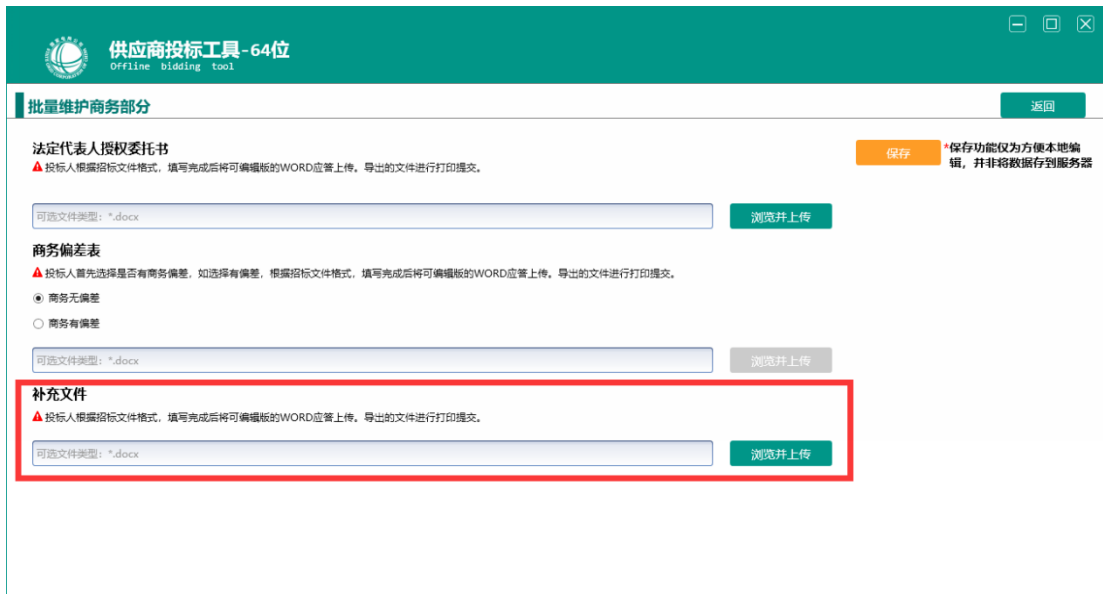 供应商投标工具-64位
Offline bidding tool
批量维护商务部分
返回
法定代表人授权委托书
投标人根据招标文件格式，填写完成后将可编辑版的WORD应答上传。导出的文件进行打印提交。
保存
*保存功能仅为方便本地编
辑，并非将数据存到服务器
可选文件类型：*.docx
浏览并上传
商务偏差表
投标人首先选择是否有商务偏差，如选择有偏差，根据招标文件格式，填写完成后将可编辑版的WORD应答上传。导出的文件进行打印提交。
商务无偏差
商务有偏差
可选文件类型：*.docx
浏览并上传
补充文件
投标人根据招标文件格式，填写完成后将可编辑版的WORD应答上传。导出的文件进行打印提交。
可选文件类型：*.docx
浏览并上传